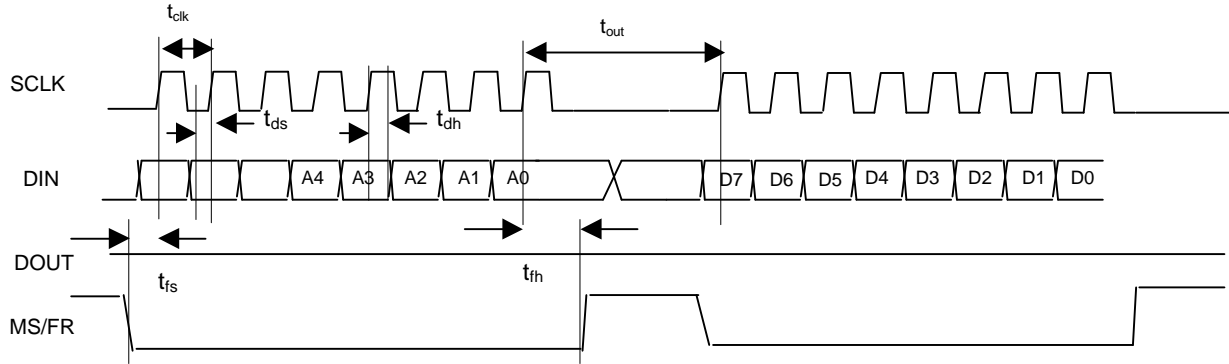 t_clk
t_out
SCLK
t_ds
t_dh
DIN
A4 A3 A2 A1 A0 D7 D6 D5 D4 D3 D2 D1 D0
DOUT
t_fs
t_fh
MS/FR